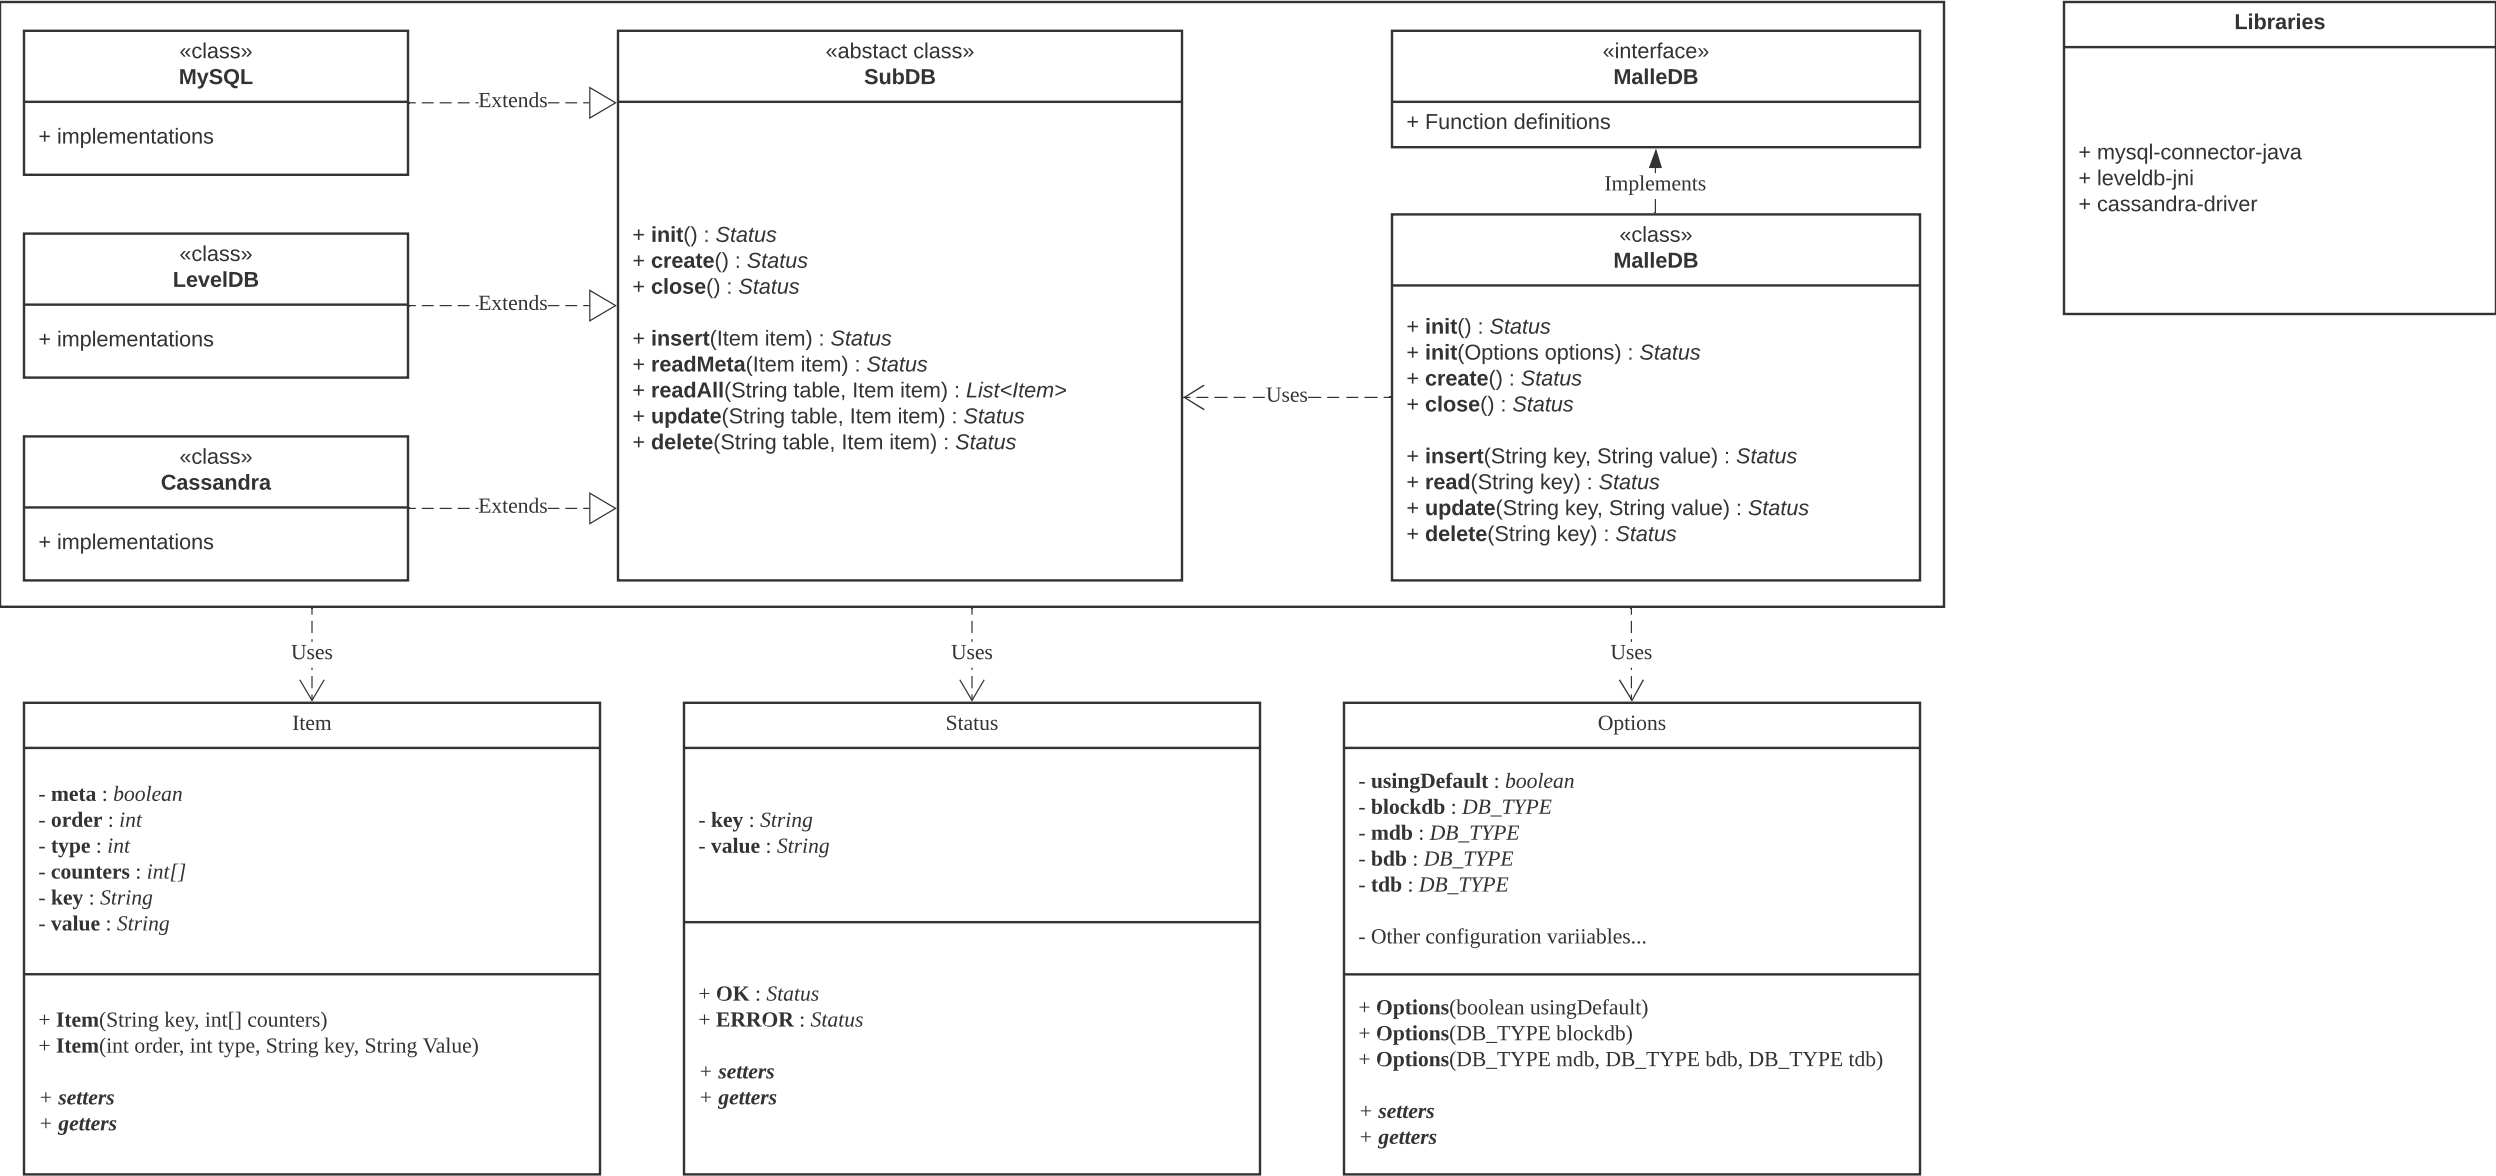 «class»
MySQL
+ implementations
Extends
«class»
LevelDB
+ implementations
Extends
«class»
Cassandra
+ implementations
Extends
«abstact class»
SubDB
+ init() : Status
+ create() : Status
+ close() : Status
+ insert(Item item) : Status
+ readMeta(Item item) : Status
+ readAll(String table, Item item) : List<Item>
+ update(String table, Item item) : Status
+ delete(String table, Item item) : Status
Uses
«interface»
MalleDB
+ Function definitions
Implements
«class»
MalleDB
+ init() : Status
+ init(Options options) : Status
+ create() : Status
+ close() : Status
+ insert(String key, String value) : Status
+ read(String key) : Status
+ update(String key, String value) : Status
+ delete(String key) : Status
Libraries
+ mysql-connector-java
+ leveldb-jni
+ cassandra-driver
Uses
Item
- meta : boolean
- order : int
- type : int
- counters : int[]
- key : String
- value : String
+ Item(String key, int[] counters)
+ Item(int order, int type, String key, String Value)
+ setters
+ getters
Uses
Status
- key : String
- value : String
+ OK : Status
+ ERROR : Status
+ setters
+ getters
Uses
Options
- usingDefault : boolean
- blockdb : DB_TYPE
- mdb : DB_TYPE
- bdb : DB_TYPE
- tdb : DB_TYPE
- Other configuration variiables...
+ Options(boolean usingDefault)
+ Options(DB_TYPE blockdb)
+ Options(DB_TYPE mdb, DB_TYPE bdb, DB_TYPE tdb)
+ setters
+ getters